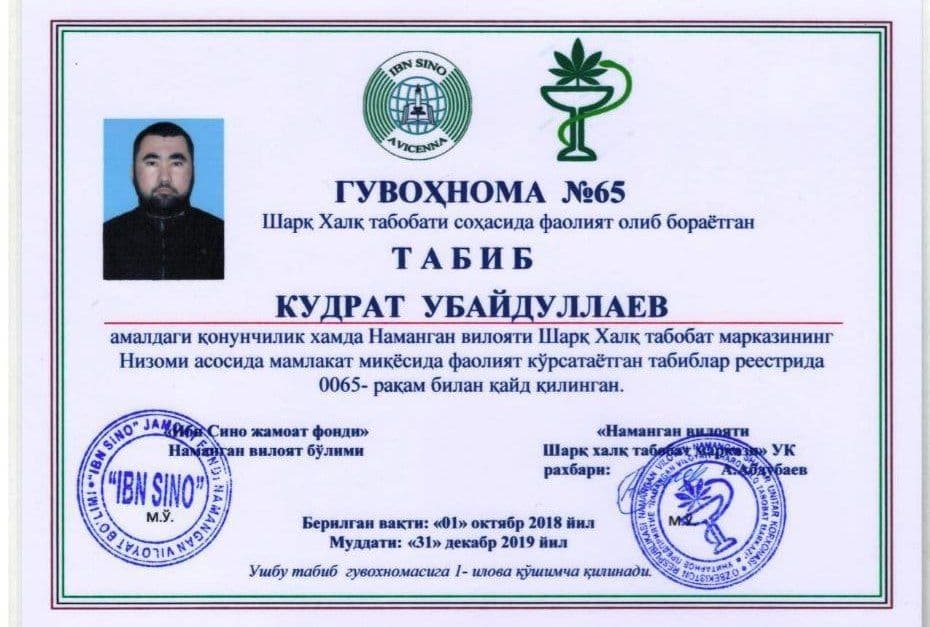 IBN SINO
AVICENNA
ГУВОҲНОМА №65
Шарқ Халқ табобати соҳасида фаолият олиб бораётган
ТАБИБ
КУДРАТ УБАЙДУЛЛАЕВ
амалдаги қонунчилик хамда Наманган вилояти Шарқ Халқ табобат марказининг
Низоми асосида мамлакат миқёсида фаолият кўрсатаётган табиблар реестрида
0065- рақам билан қайд қилинган.
«Ибн Сино жамоат фонди»
Наманган вилоят бўлими
«Наманган вилояти
Шарқ халқ табобат маркази» УК
рахбари: А.Абдубаев
"IBN SINO" JAMOAT FONDI NAMANGAN VILOYAT BO'LIMI
"IBN SINO"
М.Ў.
М.Ў.
Берилган вақти: «01» октябр 2018 йил
Муддати: «31» декабр 2019 йил
Ушбу табиб гувохномасига 1- илова қўшимча қилинади.